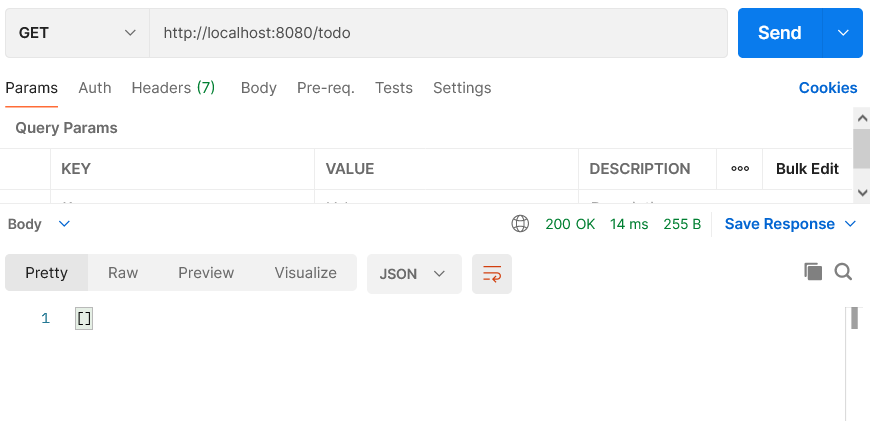 GET http://localhost:8080/todo Send
Params Auth Headers (7) Body Pre-req. Tests Settings Cookies
Query Params
KEY VALUE DESCRIPTION ooo Bulk Edit
Body 200 OK 14 ms 255 B Save Response
Pretty Raw Preview Visualize JSON
1 []